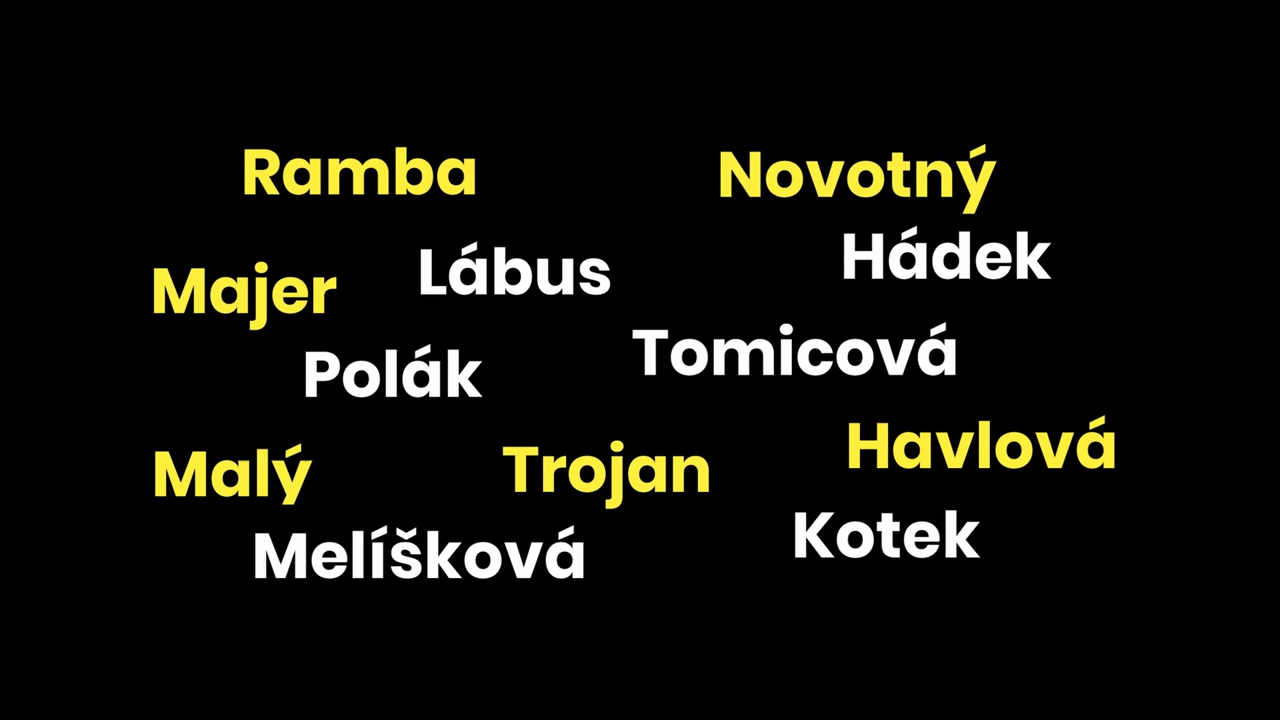 Ramba
Novotný
Hádek
Lábus
Majer
Tomicová
Polák
Havlová
Trojan
Malý
Kotek
Melíšková